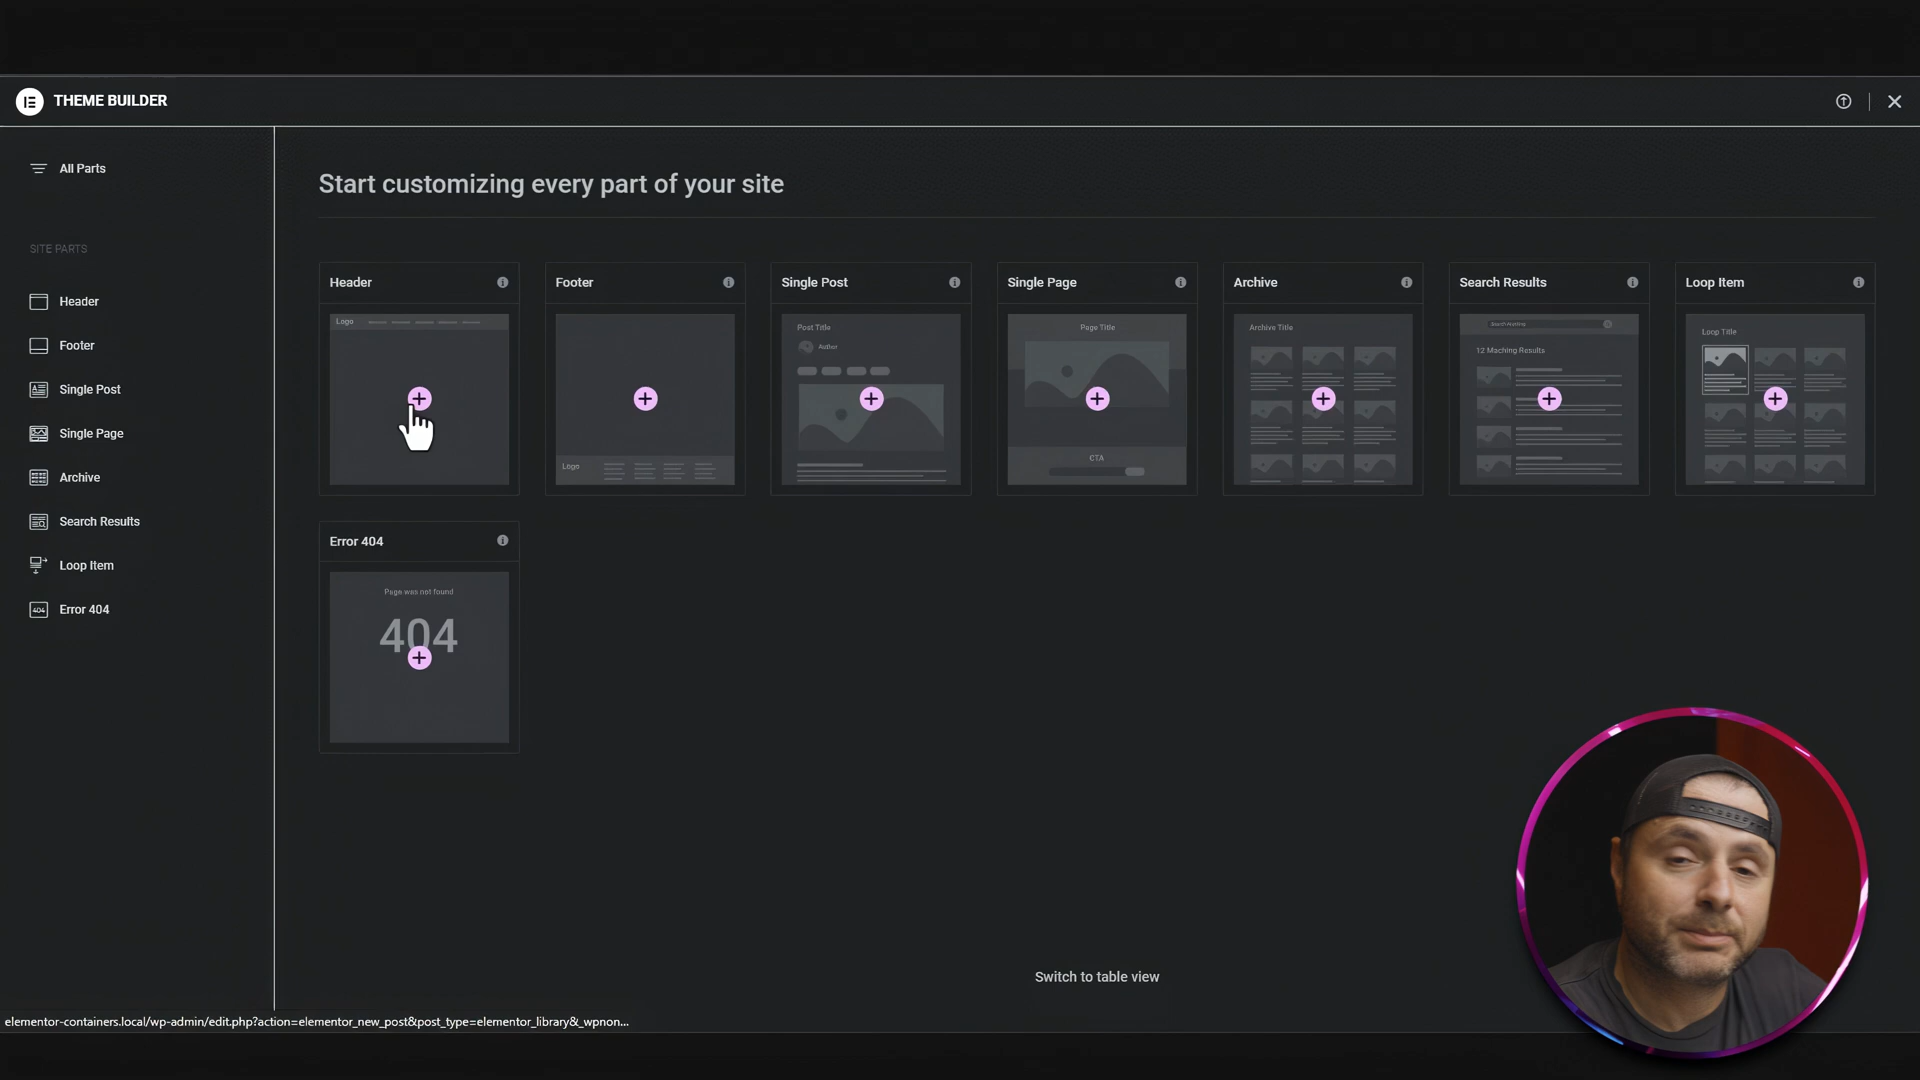 THEME BUILDER
All Parts
SITE PARTS
Header
Footer
Single Post
Single Page
Archive
Search Results
Loop Item
Error 404
Start customizing every part of your site
Header
Logo
Footer
Logo
Single Post
Post Title
Author
Single Page
Page Title
CTA
Archive
Archive Title
Search Results
Search Anything
12 Maching Results
Loop Item
Loop Title
Error 404
Page was not found
404
Switch to table view
elementor-containers.local/wp-admin/edit.php?action=elementor_new_post&post_type=elementor_library&_wpnon...